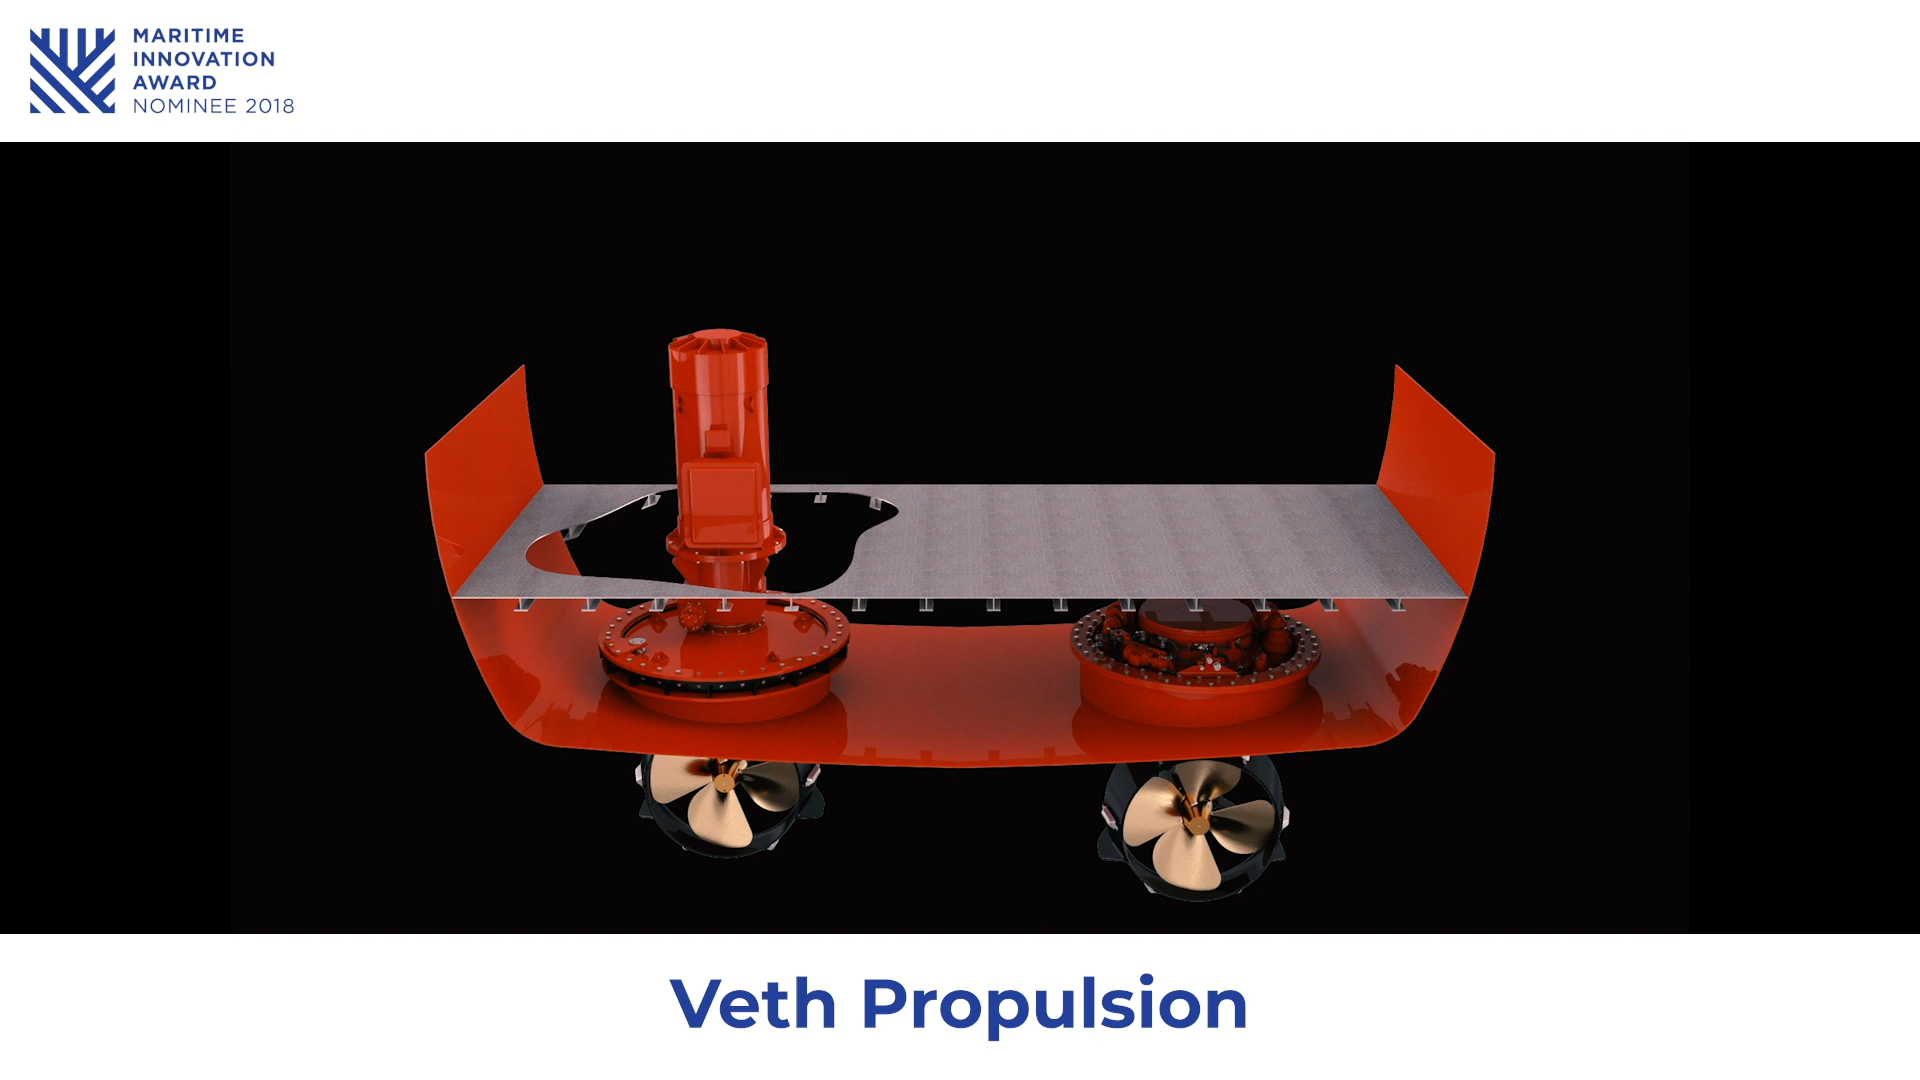 MARITIME
INNOVATION
AWARD
NOMINEE 2018
Veth Propulsion